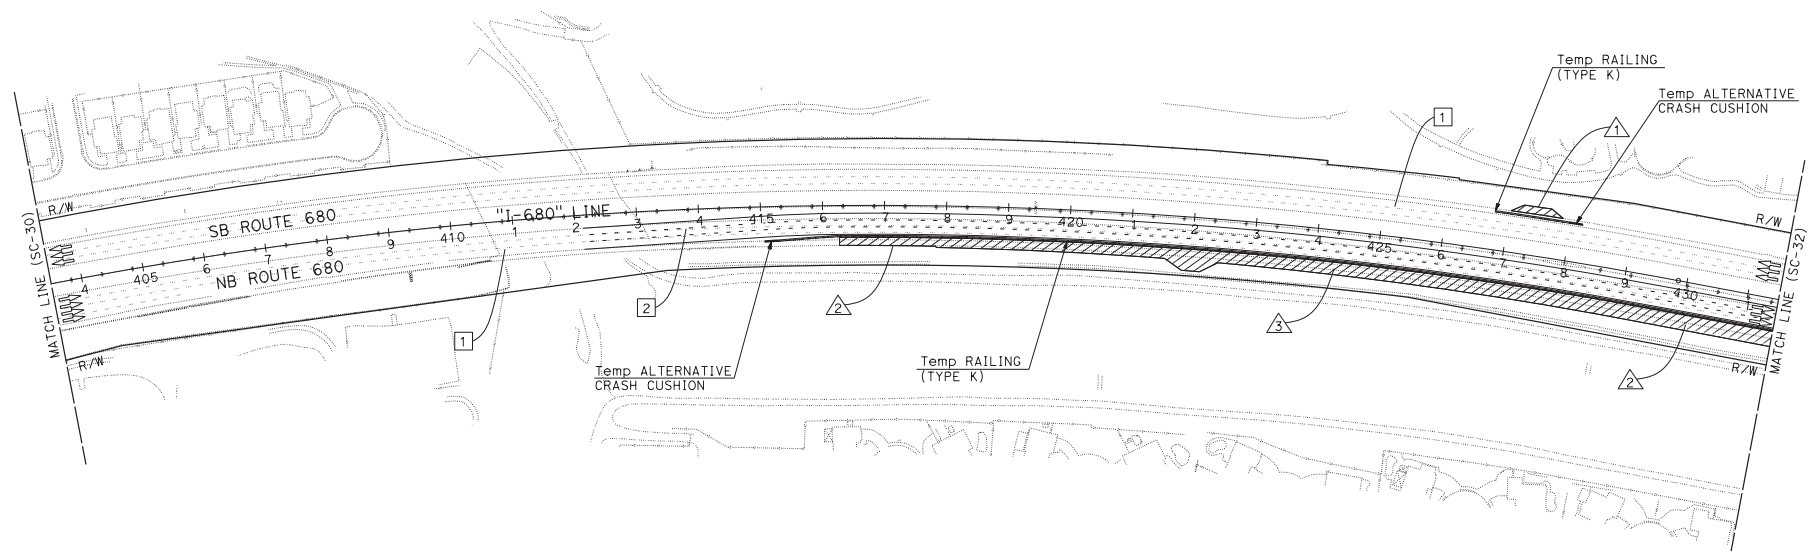 Temp RAILING
(TYPE K)
Temp ALTERNATIVE
CRASH CUSHION
1
1
MATCH LINE (SC-30)
R/W
SB ROUTE 680
"I-680" LINE
R/W
MATCH LINE (SC-32)
4
405
6
7
8
9
410
1
2
3
4
415
6
7
8
9
420
1
2
3
4
425
6
7
8
9
430
NB ROUTE 680
R/W
1
2
2
3
2
R/W
Temp ALTERNATIVE
CRASH CUSHION
Temp RAILING
(TYPE K)